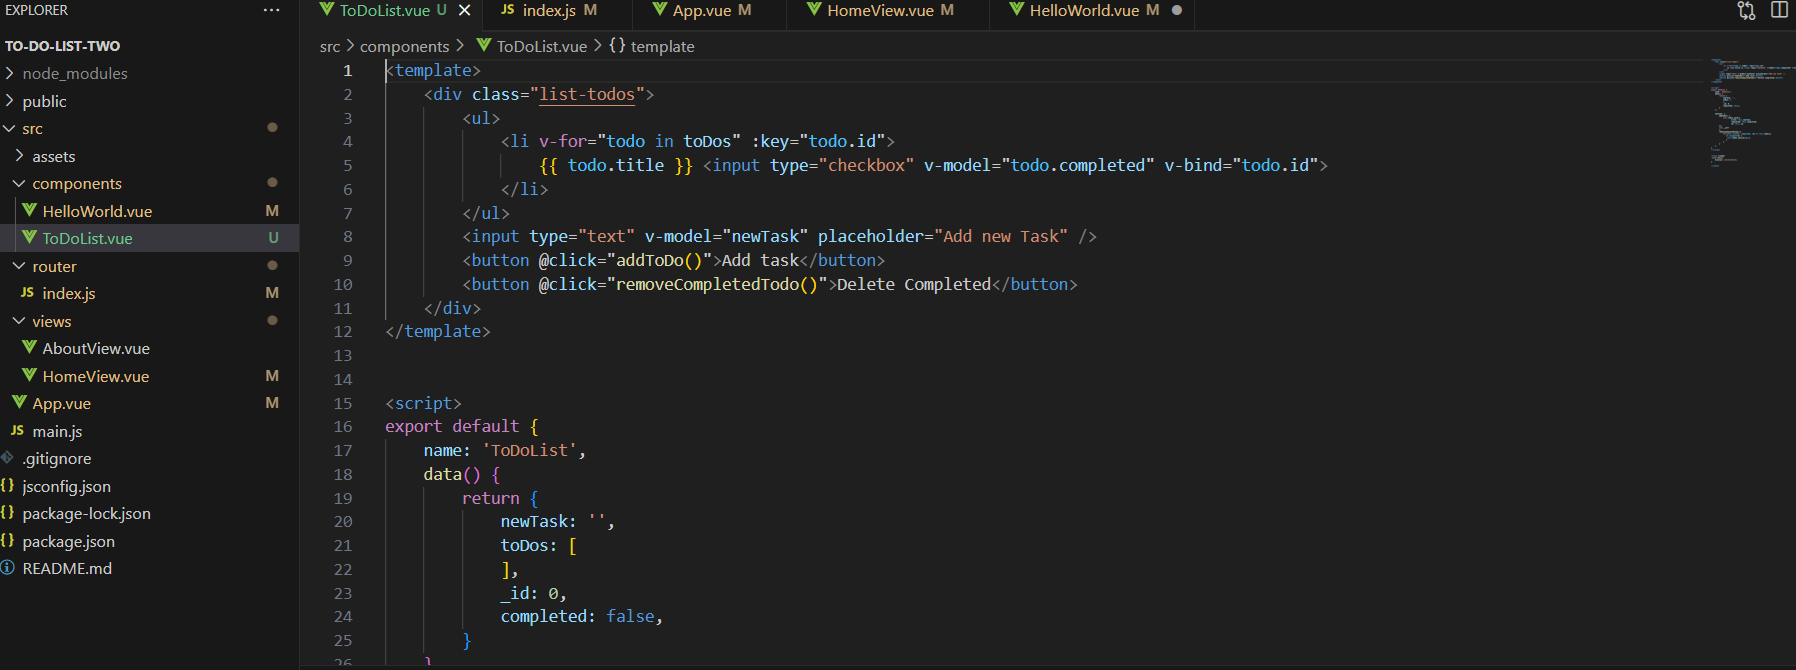 EXPLORER ...
TO-DO-LIST-TWO
node_modules
public
src
assets
components
HelloWorld.vue M
ToDoList.vue U
router
JS index.js M
views
AboutView.vue
HomeView.vue M
App.vue M
JS main.js
.gitignore
{} jsconfig.json
{} package-lock.json
{} package.json
README.md
ToDoList.vue U
JS index.js M
App.vue M
HomeView.vue M
HelloWorld.vue M
src > components > ToDoList.vue > {} template
1 <template>
2 <div class="list-todos">
3 <ul>
4 <li v-for="todo in toDos" :key="todo.id">
5 {{ todo.title }} <input type="checkbox" v-model="todo.completed" v-bind="todo.id">
6 </li>
7 </ul>
8 <input type="text" v-model="newTask" placeholder="Add new Task" />
9 <button @click="addToDo()">Add task</button>
10 <button @click="removeCompletedTodo()">Delete Completed</button>
11 </div>
12 </template>
13
14
15 <script>
16 export default {
17 name: 'ToDoList',
18 data() {
19 return {
20 newTask: '',
21 toDos: [
22 ],
23 _id: 0,
24 completed: false,
25 }
26 }